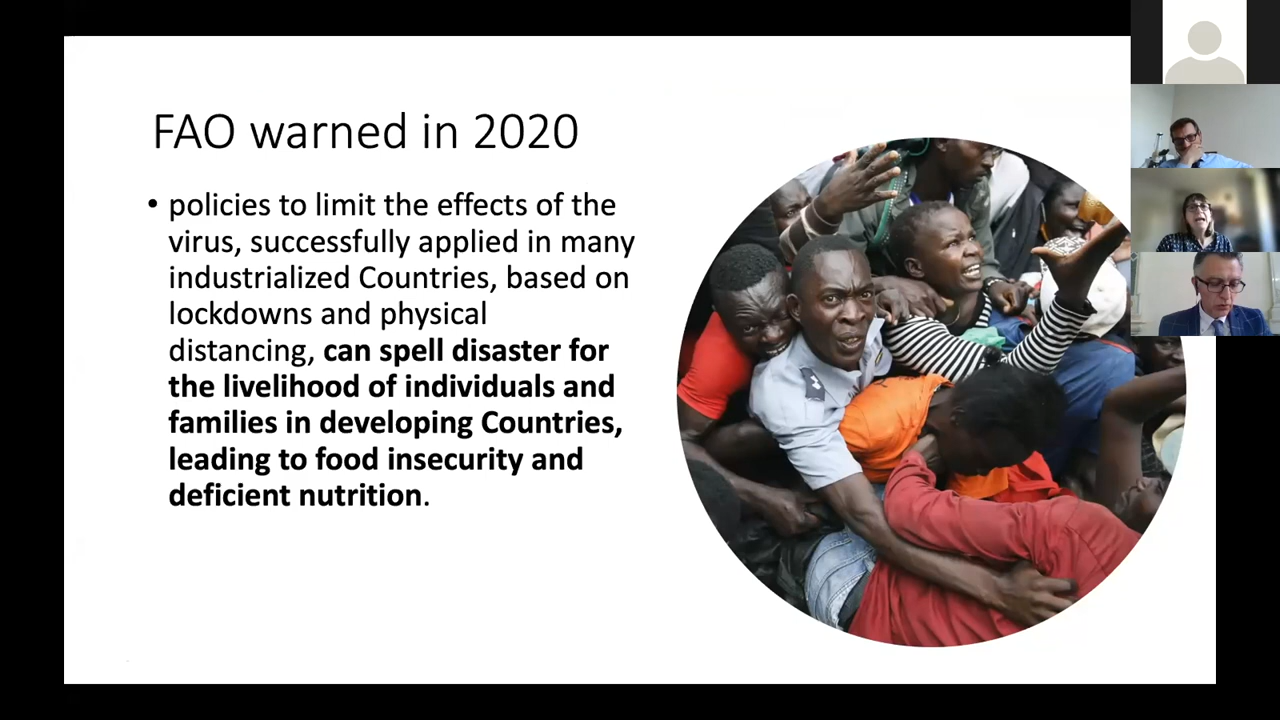 FAO warned in 2020
• policies to limit the effects of the
virus, successfully applied in many
industrialized Countries, based on
lockdowns and physical
distancing, can spell disaster for
the livelihood of individuals and
families in developing Countries,
leading to food insecurity and
deficient nutrition.